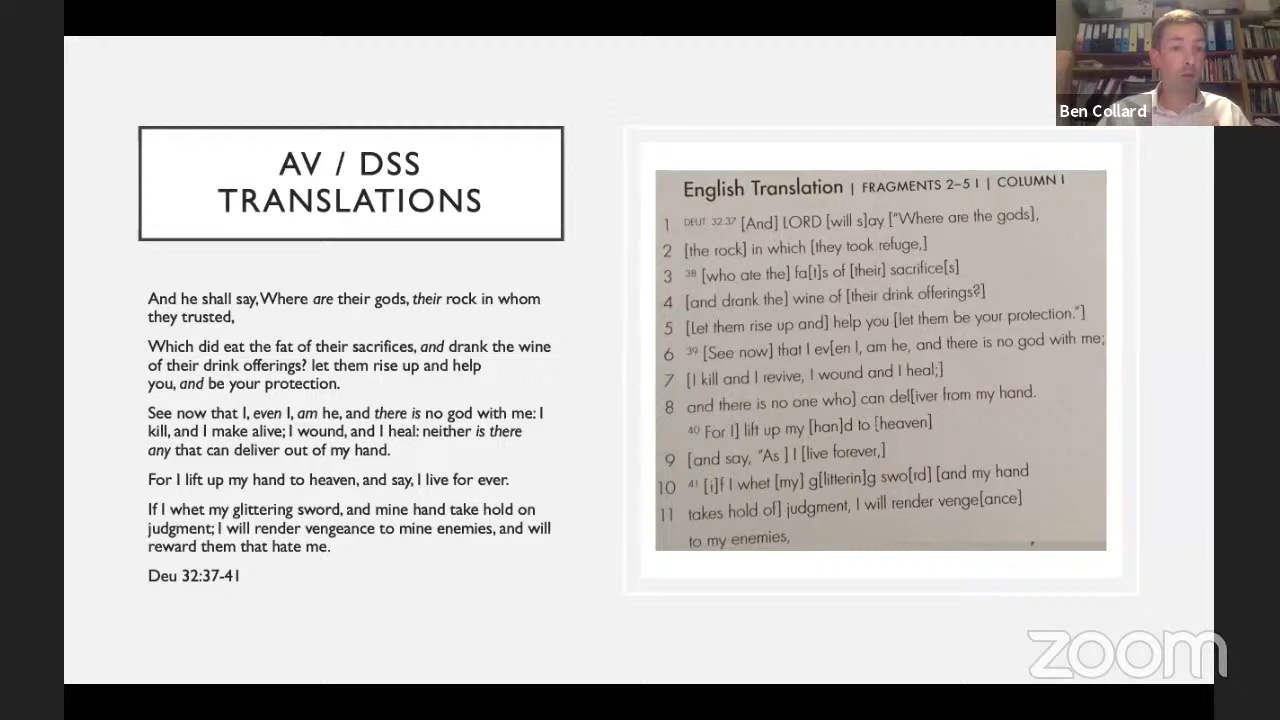 Ben Collard
AV / DSS
TRANSLATIONS
And he shall say, Where are their gods, their rock in whom
they trusted,
Which did eat the fat of their sacrifices, and drank the wine
of their drink offerings? let them rise up and help
you, and be your protection.
See now that I, even I, am he, and there is no god with me: I
kill, and I make alive; I wound, and I heal: neither is there
any that can deliver out of my hand.
For I lift up my hand to heaven, and say, I live for ever.
If I whet my glittering sword, and mine hand take hold on
judgment; I will render vengeance to mine enemies, and will
reward them that hate me.
Deu 32:37-41
English Translation | FRAGMENTS 2–5 I | COLUMN I
1 DEUT 32:37 [And] LORD [will s]ay ["Where are the gods],
2 [the rock] in which [they took refuge,]
3 38 [who ate the] fa[t]s of [their] sacrifice[s]
4 [and drank the] wine of [their drink offerings?]
5 [Let them rise up and] help you [let them be your protection."]
6 39 [See now] that I ev[en I, am he, and there is no god with me;
7 [I kill and I revive, I wound and I heal;]
8 and there is no one who] can del[iver from my hand.
40 For I] lift up my [han]d to [heaven]
9 [and say, "As ] I [live forever,]
10 41 [i]f I whet [my] g[litterin]g swo[rd] [and my hand
11 takes hold of] judgment, I will render venge[ance]
to my enemies,
zoom